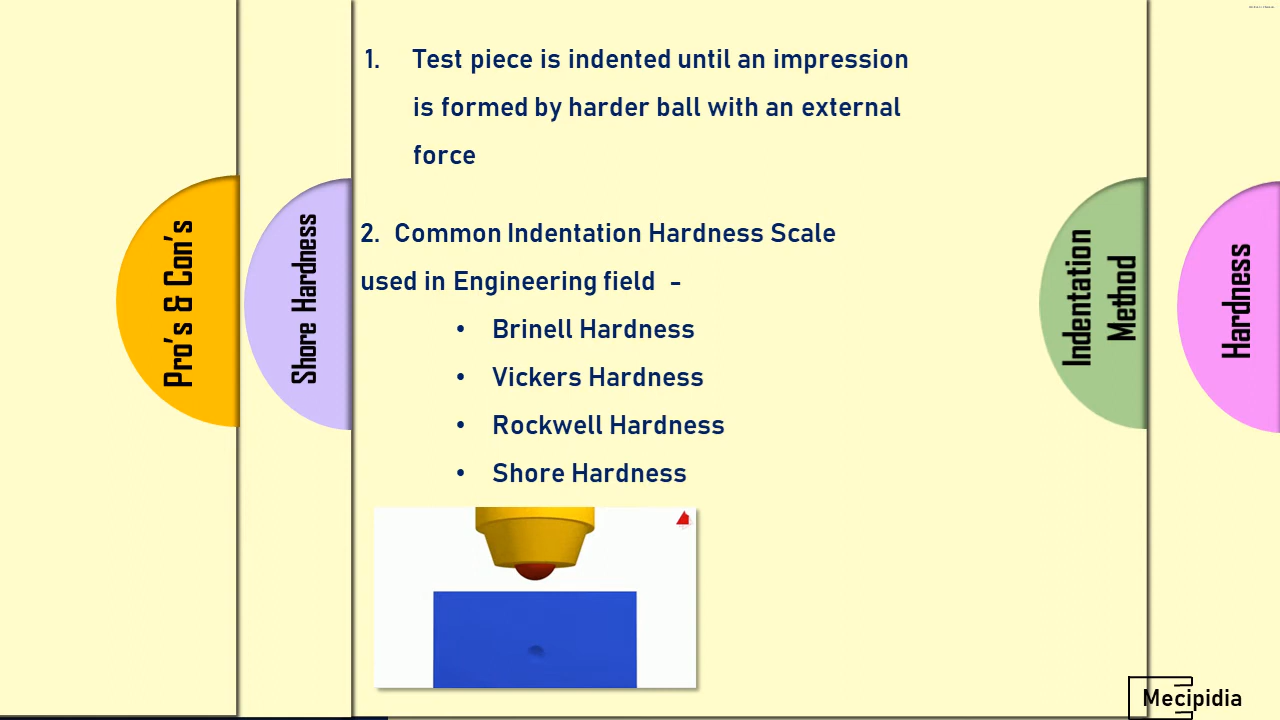 1. Test piece is indented until an impression
is formed by harder ball with an external
force
2. Common Indentation Hardness Scale
used in Engineering field -
• Brinell Hardness
• Vickers Hardness
• Rockwell Hardness
• Shore Hardness
Pro's & Con's
Shore Hardness
Indentation
Method
Hardness
Mecipidia